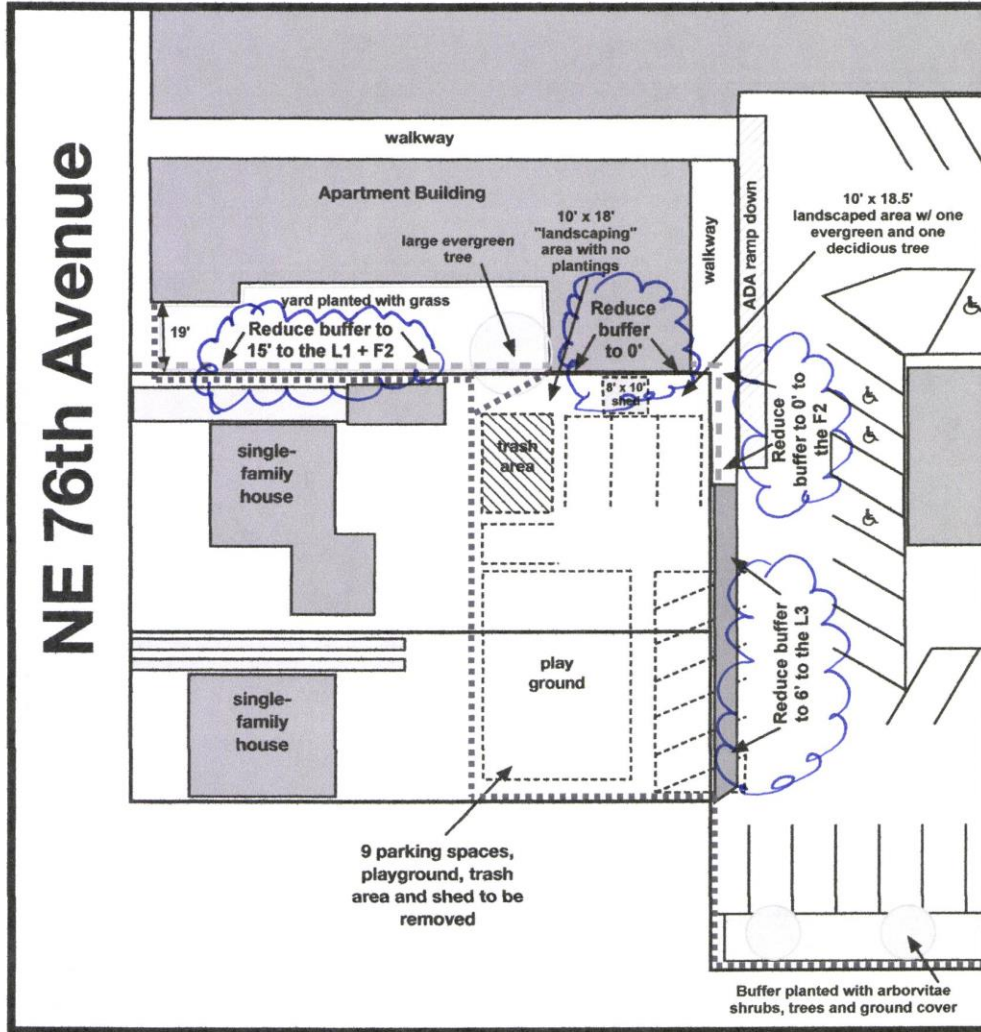 NE 76th Avenue
walkway
Apartment Building
large evergreen
tree
10' x 18'
"landscaping"
area with no
plantings
walkway
ADA ramp down
10' x 18.5'
landscaped area w/ one
evergreen and one
decidious tree
19'
yard planted with grass
Reduce buffer to
15' to the L1 + F2
Reduce
buffer
to 0'
8' x 10'
shed
Reduce
buffer to 0' to
the F2
trash
area
single-
family
house
Reduce buffer
to 6' to the L3
play
ground
single-
family
house
9 parking spaces,
playground, trash
area and shed to be
removed
Buffer planted with arborvitae
shrubs, trees and ground cover